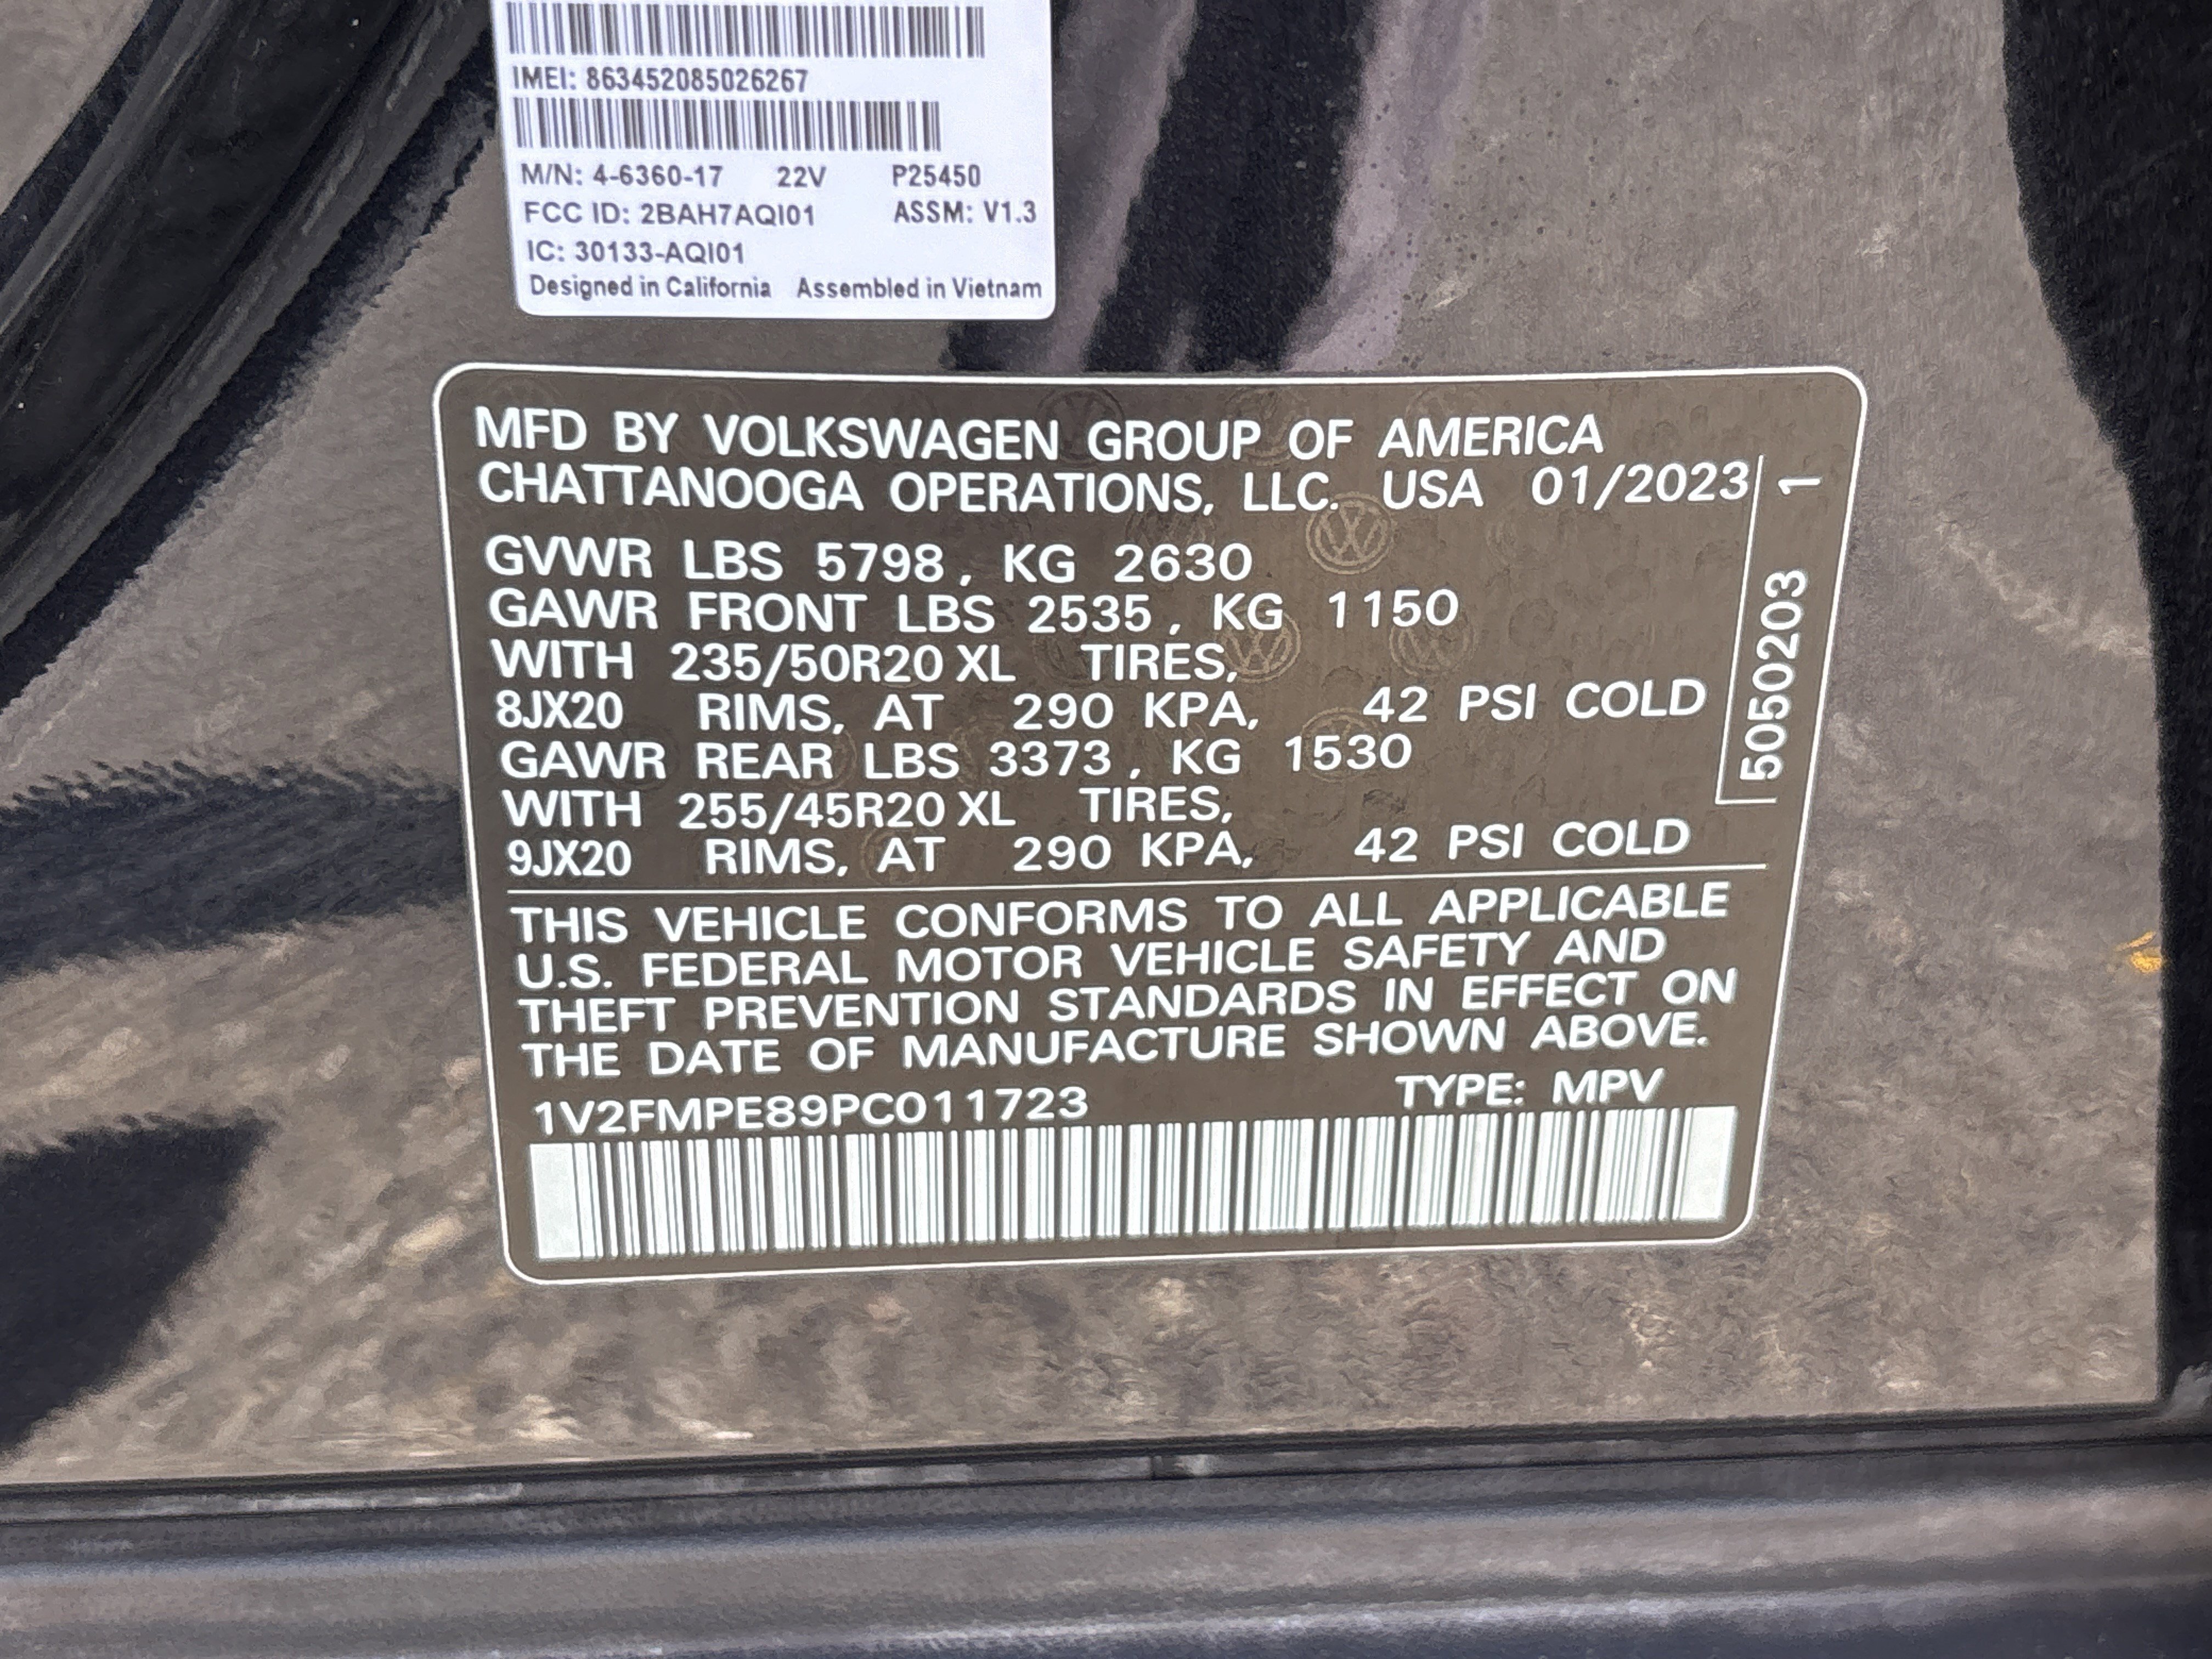 IMEI: 863452085026267
M/N: 4-6360-17 22V P25450
FCC ID: 2BAH7AQI01 ASSM: V1.3
IC: 30133-AQI01
Designed in California Assembled in Vietnam
MFD BY VOLKSWAGEN GROUP OF AMERICA
CHATTANOOGA OPERATIONS, LLC. USA 01/2023
GVWR LBS 5798, KG 2630
GAWR FRONT LBS 2535, KG 1150
WITH 235/50R20 XL TIRES,
8JX20 RIMS, AT 290 KPA, 42 PSI COLD
GAWR REAR LBS 3373, KG 1530
WITH 255/45R20 XL TIRES,
9JX20 RIMS, AT 290 KPA, 42 PSI COLD
5050203 1
THIS VEHICLE CONFORMS TO ALL APPLICABLE
U.S. FEDERAL MOTOR VEHICLE SAFETY AND
THEFT PREVENTION STANDARDS IN EFFECT ON
THE DATE OF MANUFACTURE SHOWN ABOVE.
1V2FMPE89PC011723 TYPE: MPV